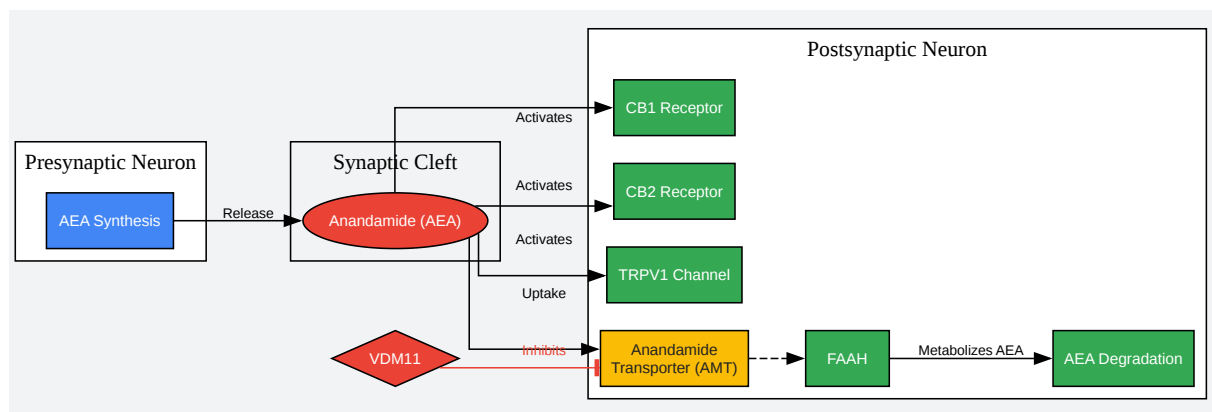 Postsynaptic Neuron
CB1 Receptor
Activates
Presynaptic Neuron
Synaptic Cleft
CB2 Receptor
Activates
AEA Synthesis
Release
Anandamide (AEA)
Activates
TRPV1 Channel
Uptake
VDM11
Inhibits
Anandamide
Transporter (AMT)
FAAH
Metabolizes AEA
AEA Degradation